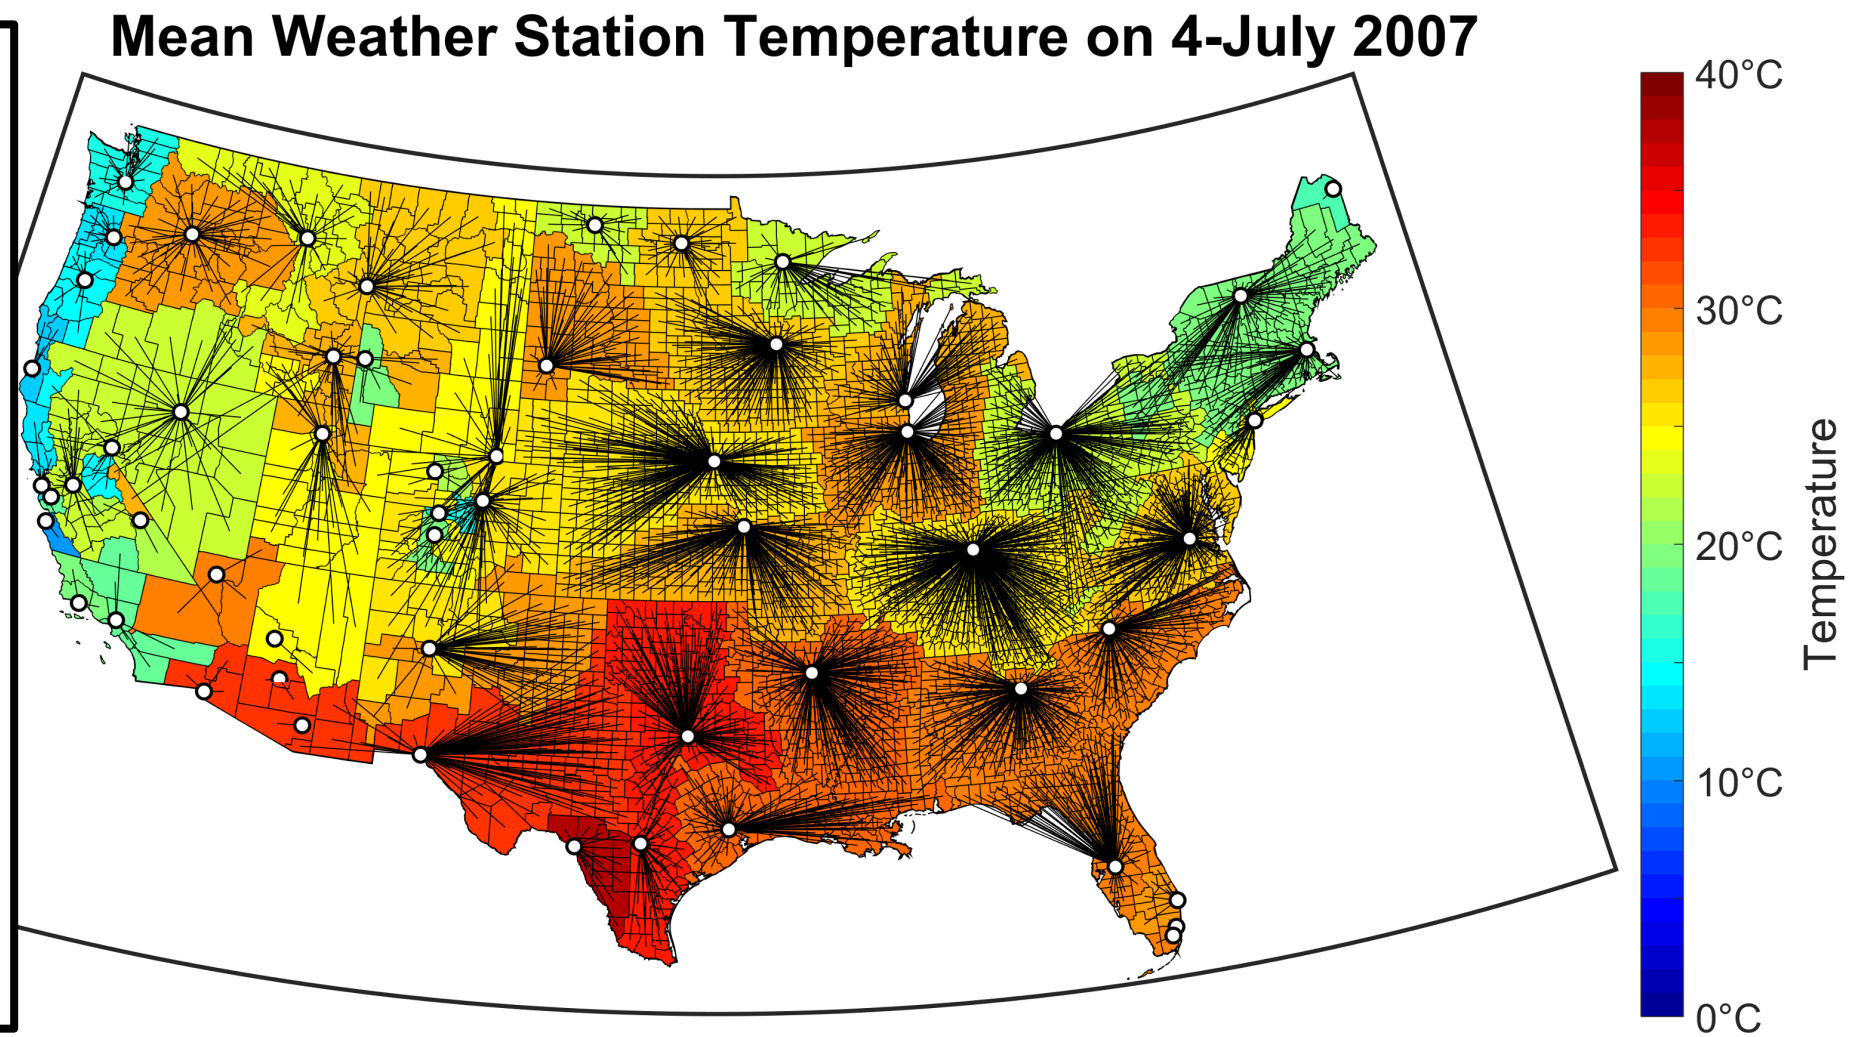 Mean Weather Station Temperature on 4-July 2007
40°C
30°C
20°C
10°C
0°C
Temperature